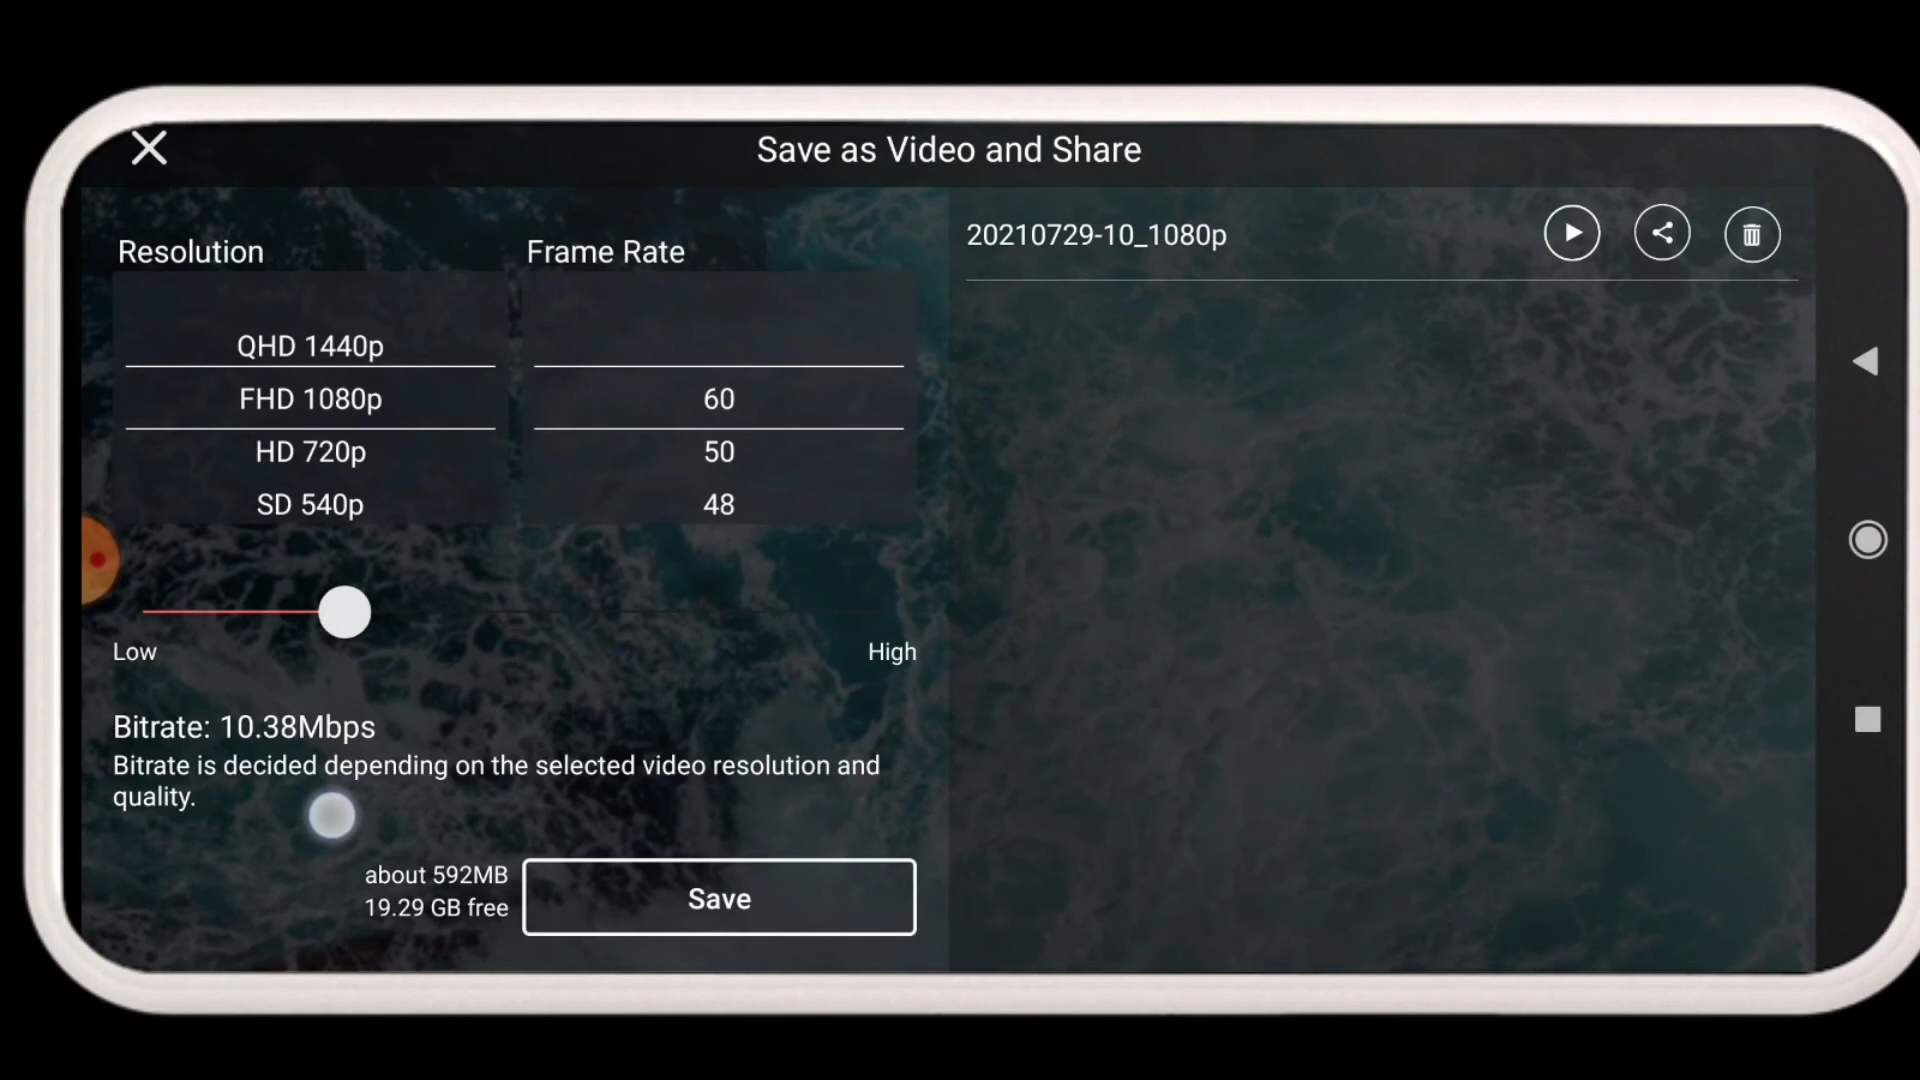 Save as Video and Share
Resolution
Frame Rate
QHD 1440p
FHD 1080p
HD 720p
SD 540p
60
50
48
Low
High
Bitrate: 10.38Mbps
Bitrate is decided depending on the selected video resolution and
quality.
about 592MB
19.29 GB free
Save
20210729-10_1080p